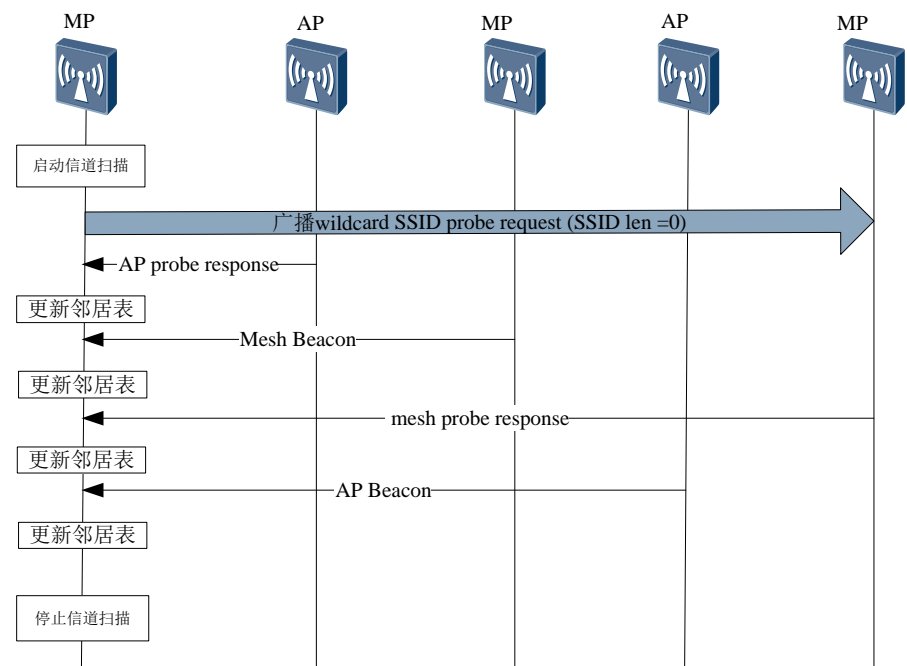 MP
AP
MP
AP
MP
启动信道扫描
广播wildcard SSID probe request (SSID len =0)
AP probe response
更新邻居表
Mesh Beacon
更新邻居表
mesh probe response
更新邻居表
AP Beacon
更新邻居表
停止信道扫描